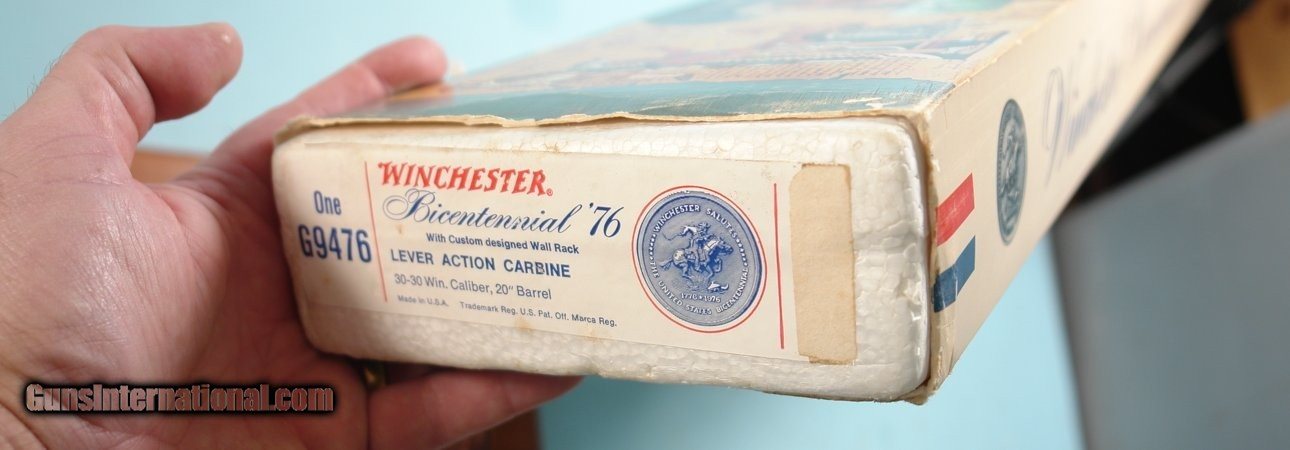 One
G9476
WINCHESTER®
Bicentennial '76
With Custom designed Wall Rack
LEVER ACTION CARBINE
30-30 Win. Caliber, 20" Barrel
Made in U.S.A. Trademark Reg. U.S. Pat. Off. Marca Reg.
WINCHESTER SALUTES
THE UNITED STATES BICENTENNIAL
1776 • 1976
GunsInternational.com